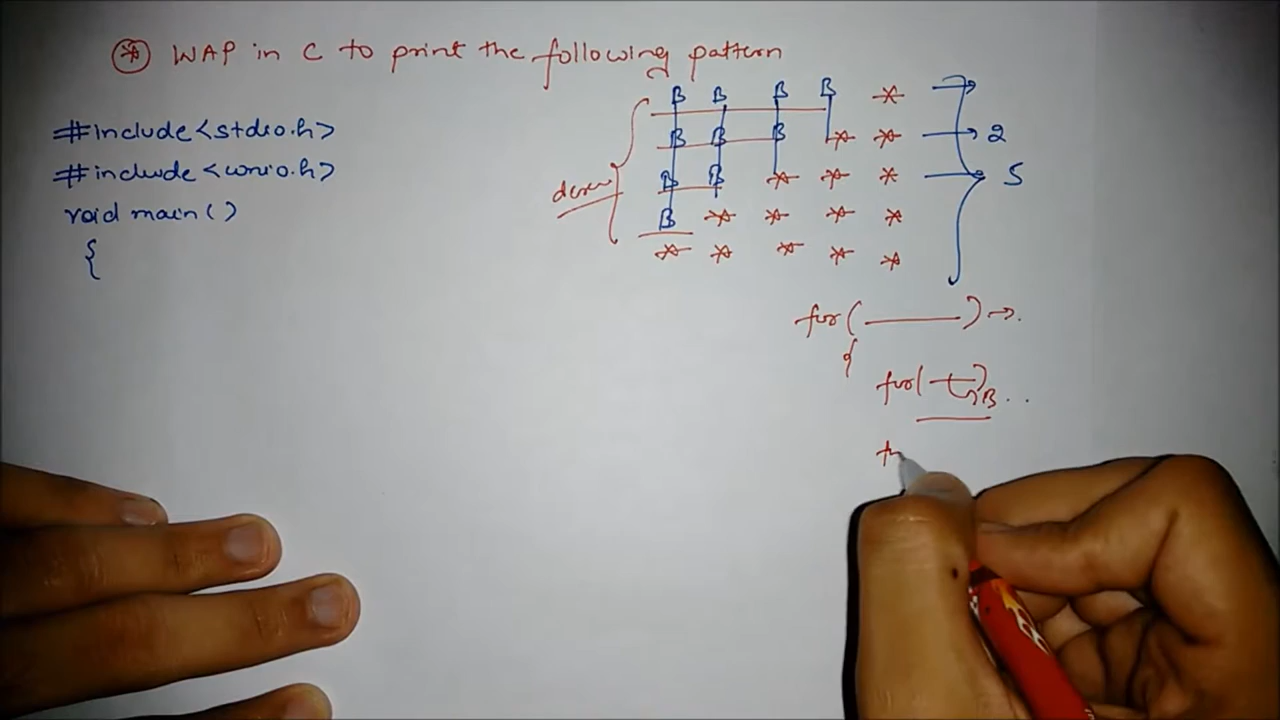 * WAP in C to print the following pattern
#include<stdio.h>
#include<conio.h>
void main()
{
B B B B * →
B B B * * → 2
B B * * * → 5
B * * * *
* * * * *
for( ) →.
{
for( ) B . .